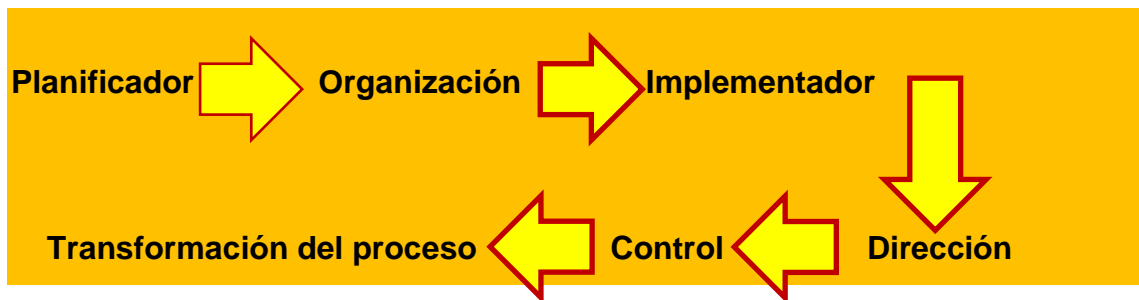 Planificador Organización Implementador
Transformación del proceso Control Dirección